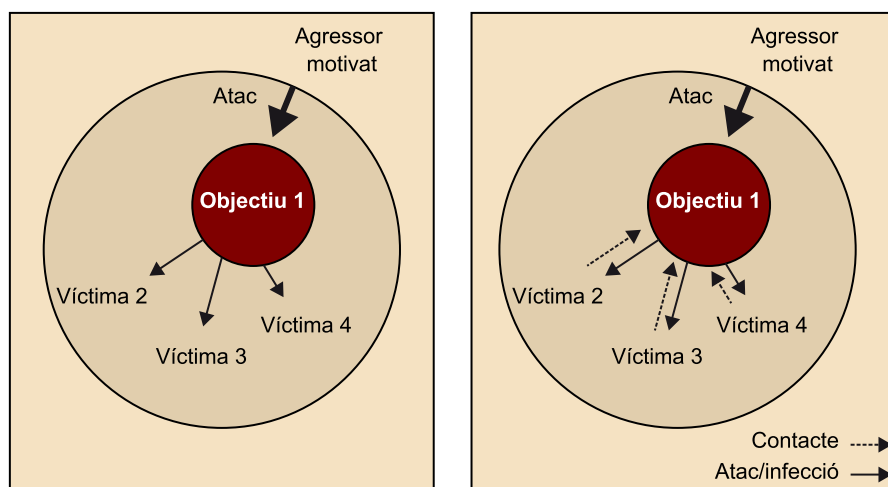 Agressor
motivat
Atac
Objectiu 1
Víctima 2
Víctima 4
Víctima 3
Agressor
motivat
Atac
Objectiu 1
Víctima 2
Víctima 4
Víctima 3
Contacte
Atac/infecció